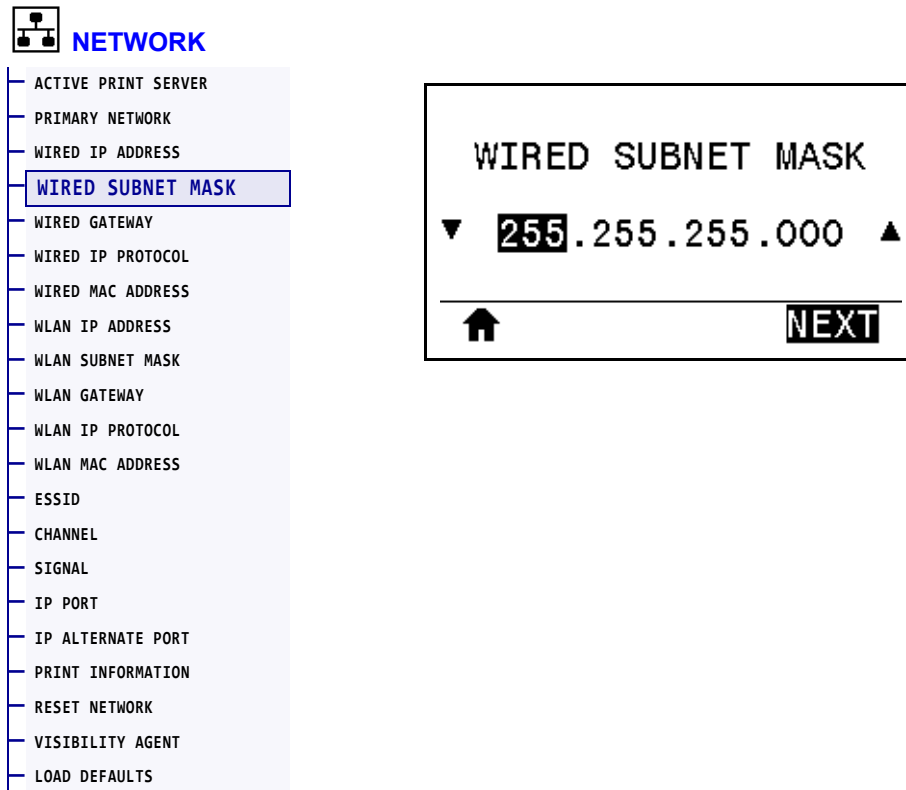 NETWORK
ACTIVE PRINT SERVER
PRIMARY NETWORK
WIRED IP ADDRESS
WIRED SUBNET MASK
WIRED GATEWAY
WIRED IP PROTOCOL
WIRED MAC ADDRESS
WLAN IP ADDRESS
WLAN SUBNET MASK
WLAN GATEWAY
WLAN IP PROTOCOL
WLAN MAC ADDRESS
ESSID
CHANNEL
SIGNAL
IP PORT
IP ALTERNATE PORT
PRINT INFORMATION
RESET NETWORK
VISIBILITY AGENT
LOAD DEFAULTS
WIRED SUBNET MASK
▼ 255.255.255.000 ▲
NEXT